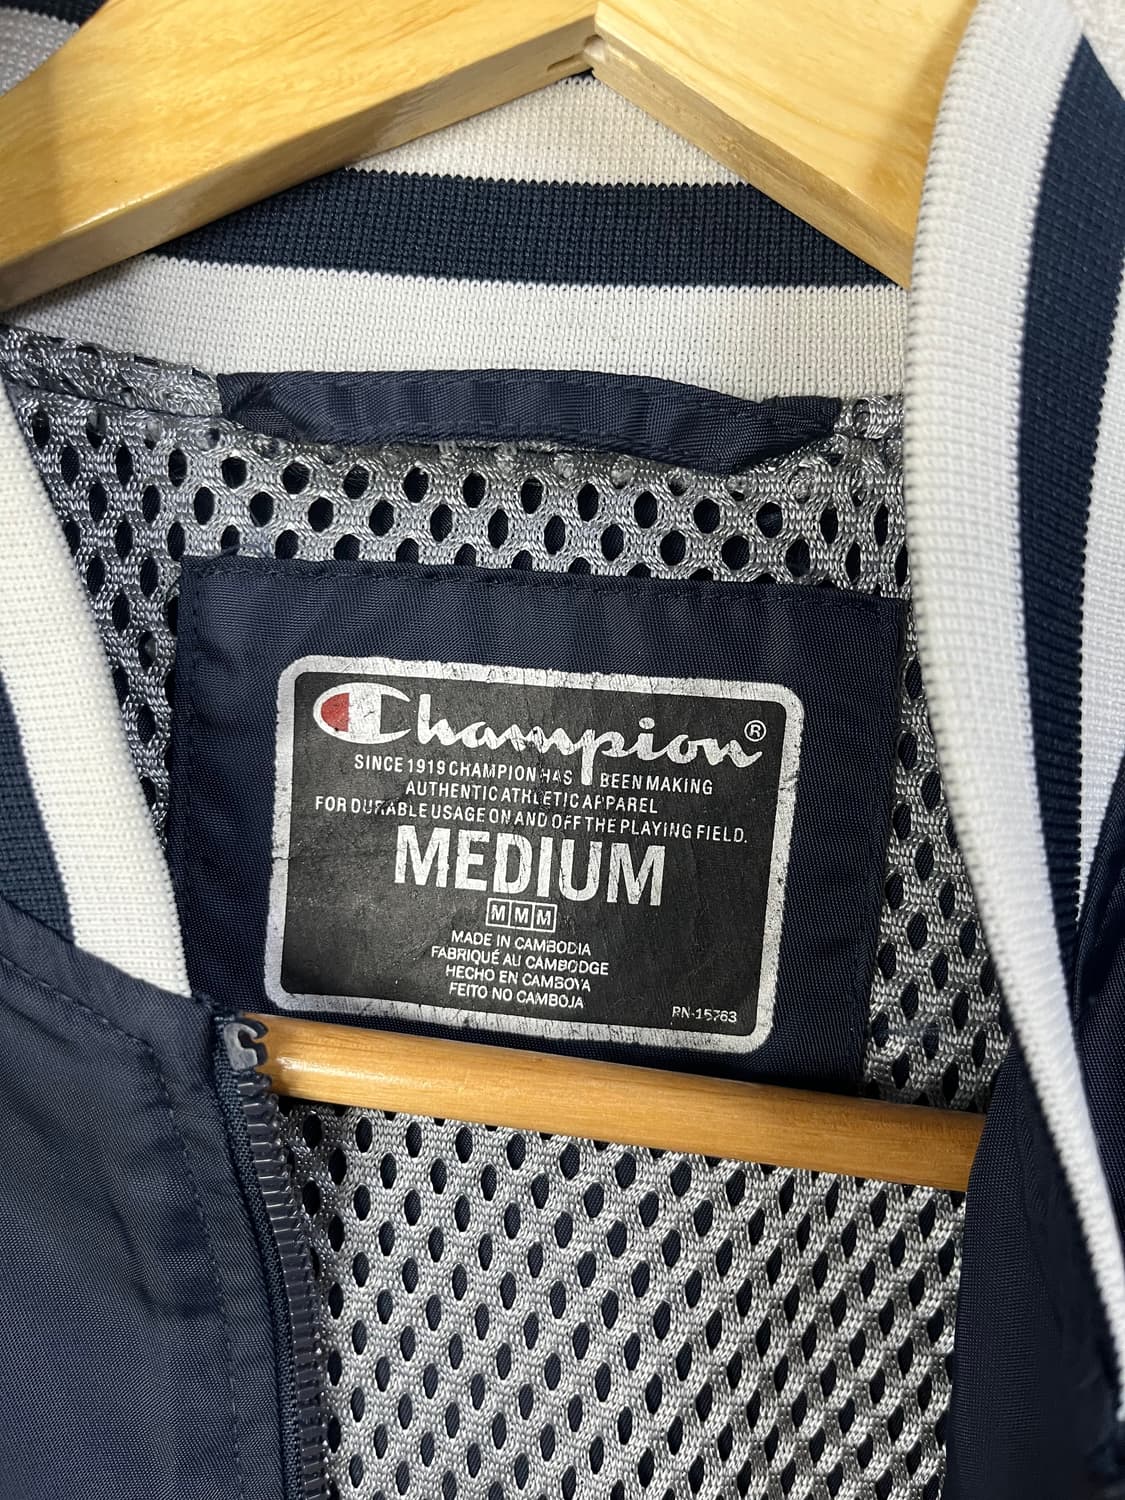 Champion®
SINCE 1919 CHAMPION HAS BEEN MAKING
AUTHENTIC ATHLETIC APPAREL
FOR DURABLE USAGE ON AND OFF THE PLAYING FIELD.
MEDIUM
M M M
MADE IN CAMBODIA
FABRIQUÉ AU CAMBODGE
HECHO EN CAMBOYA
FEITO NO CAMBOJA
RN-15763